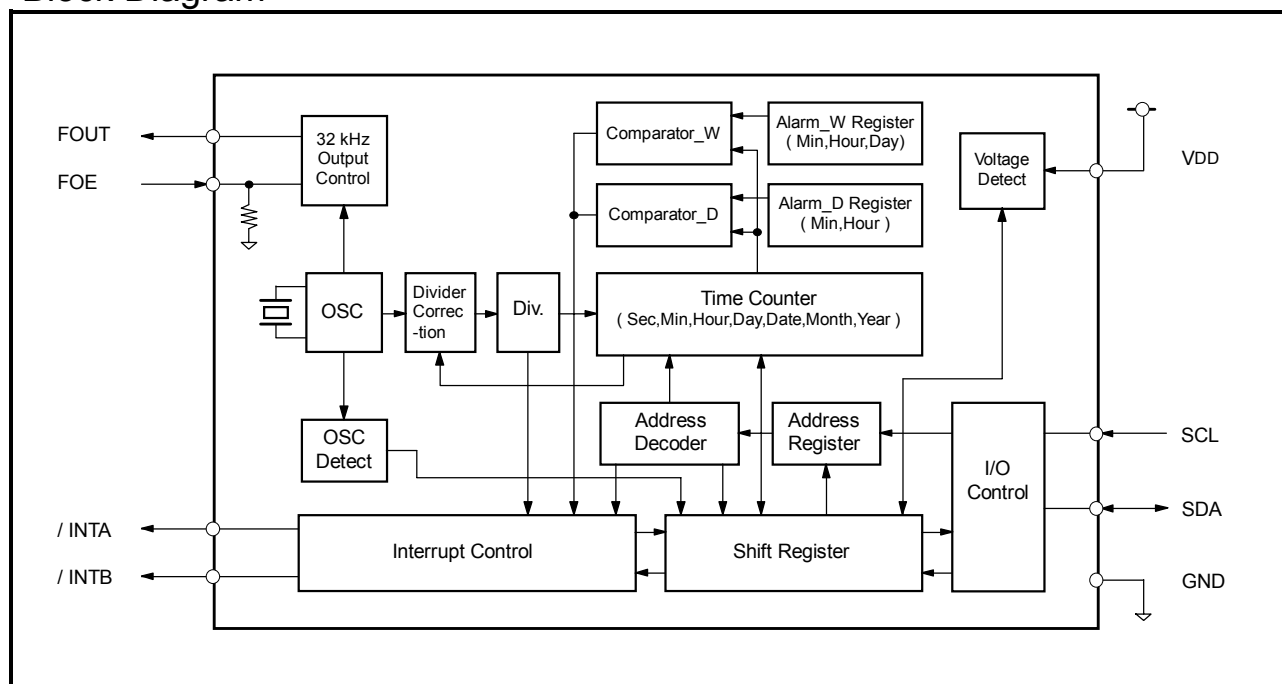 Block Diagram
FOUT
FOE
32 kHz
Output
Control
Comparator_W
Alarm_W Register
( Min,Hour,Day)
Voltage
Detect
VDD
Comparator_D
Alarm_D Register
( Min,Hour )
OSC
Divider
Correc
-tion
Div.
Time Counter
( Sec,Min,Hour,Day,Date,Month,Year )
OSC
Detect
Address
Decoder
Address
Register
I/O
Control
SCL
SDA
/ INTA
/ INTB
Interrupt Control
Shift Register
GND